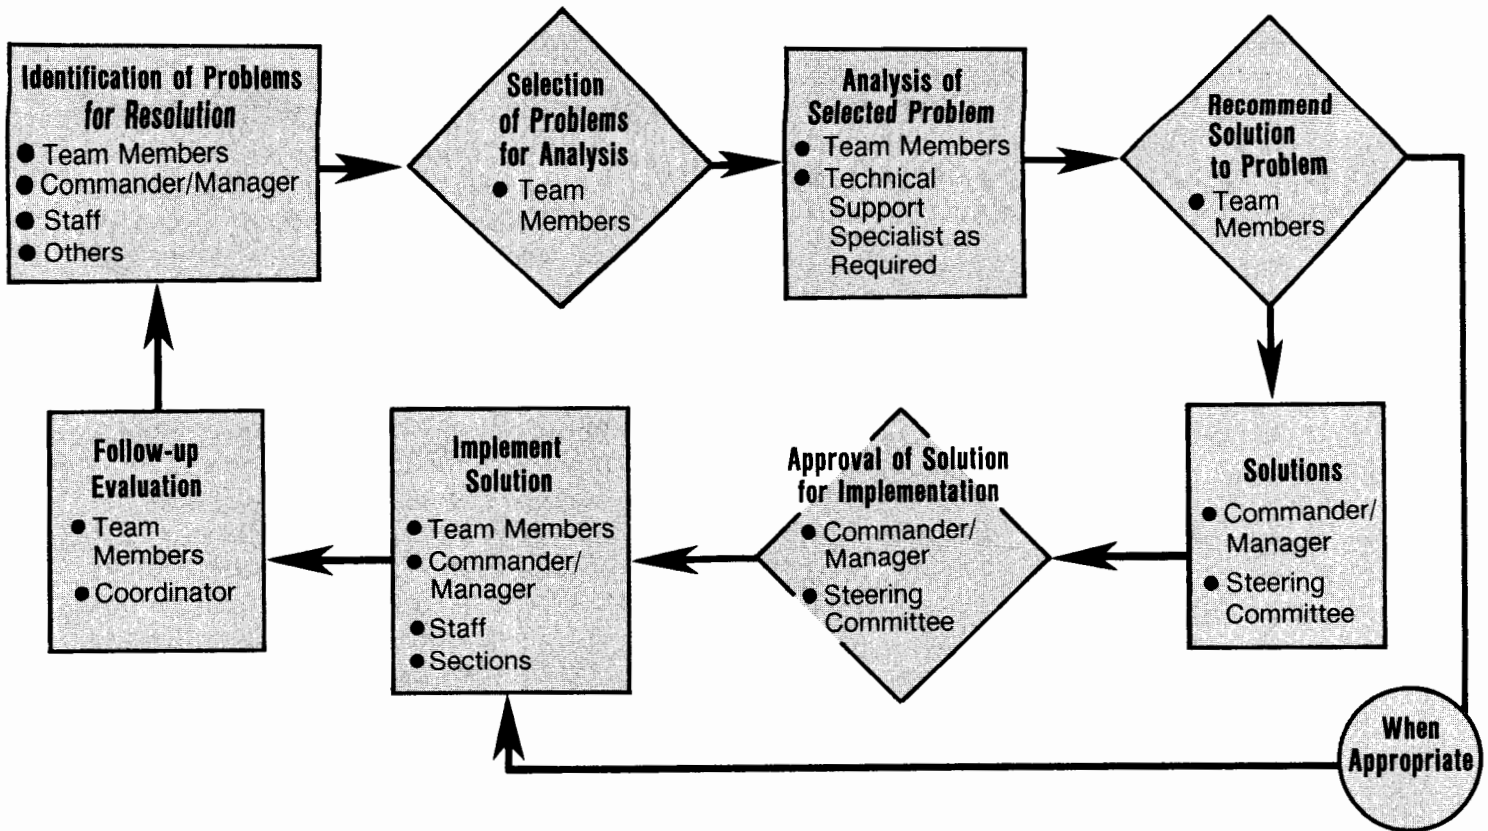 Identification of Problems
for Resolution
● Team Members
● Commander/Manager
● Staff
● Others
Selection
of Problems
for Analysis
● Team
Members
Analysis of
Selected Problem
● Team Members
● Technical
Support
Specialist as
Required
Recommend
Solution
to Problem
● Team
Members
Solutions
● Commander/
Manager
● Steering
Committee
Approval of Solution
for Implementation
● Commander/
Manager
● Steering
Committee
Implement
Solution
● Team Members
● Commander/
Manager
● Staff
● Sections
Follow-up
Evaluation
● Team
Members
● Coordinator
When
Appropriate